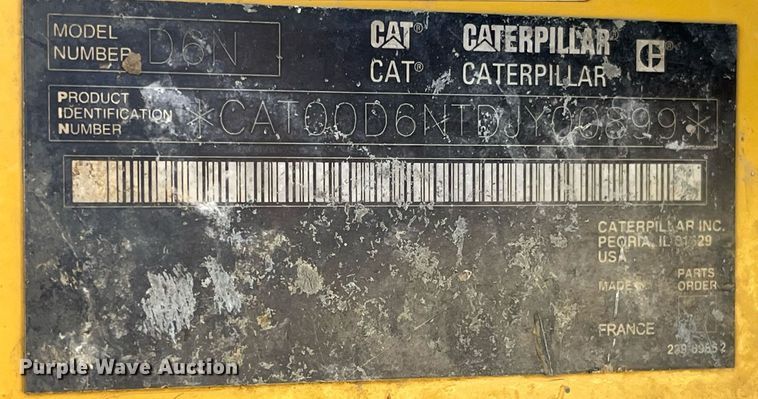 MODEL NUMBER D6N
CAT® CATERPILLAR® C
CAT® CATERPILLAR
PRODUCT IDENTIFICATION NUMBER *CAT00D6NTDJY00899*
CATERPILLAR INC.
PEORIA, IL 61629
USA
MADE IN PARTS ORDER
FRANCE
Purple Wave Auction